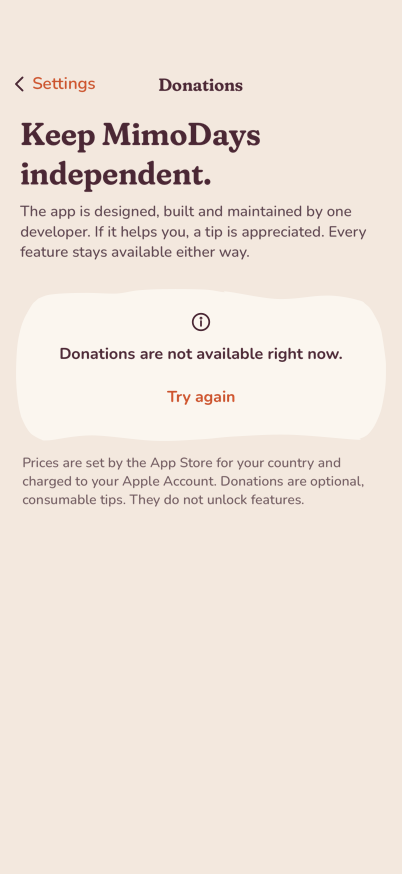 Settings
Donations
Keep MimoDays
independent.
The app is designed, built and maintained by one
developer. If it helps you, a tip is appreciated. Every
feature stays available either way.
Donations are not available right now.
Try again
Prices are set by the App Store for your country and
charged to your Apple Account. Donations are optional,
consumable tips. They do not unlock features.